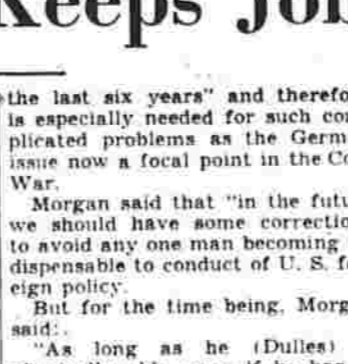 Keeps Jo
the last six years" and therefo
is especially needed for such co
plicated problems as the Germ
issue now a focal point in the C
War.
Morgan said that "in the futu
we should have some correctio
to avoid any one man becoming
dispensable to conduct of U. S. f
eign policy.
But for the time being, Morg
said:.
"As long as he (Dulles)